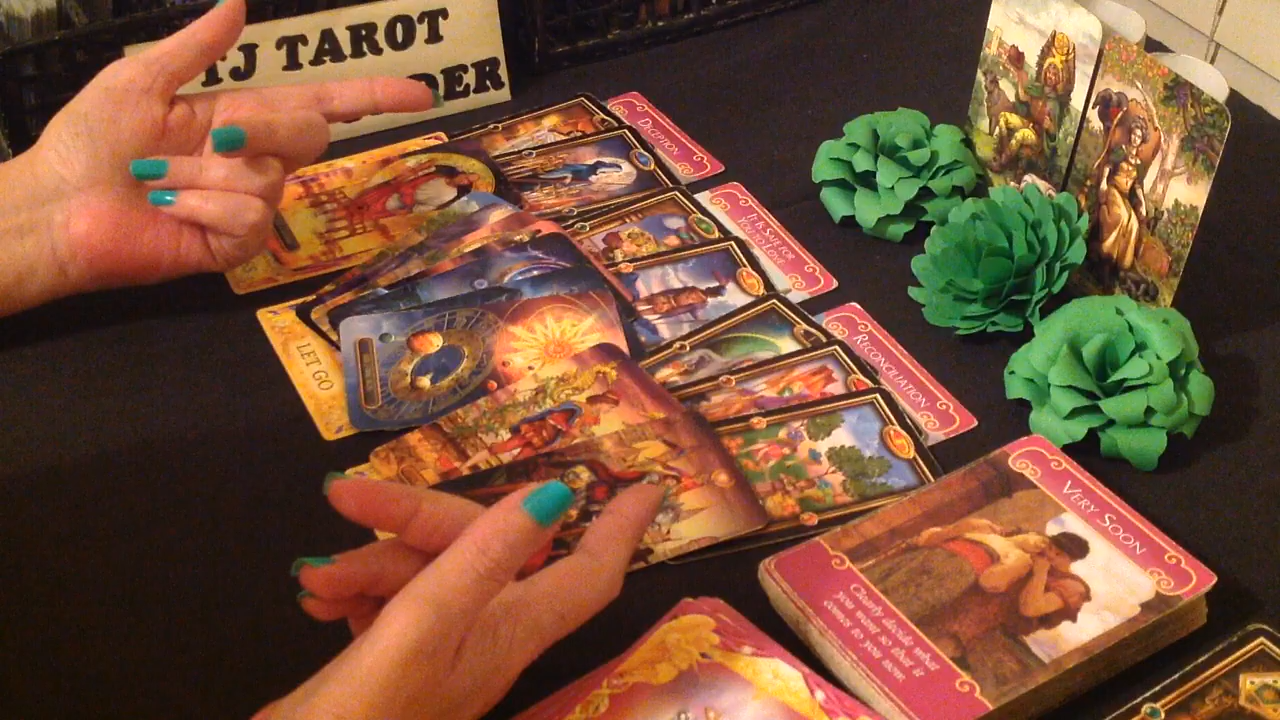 TJ TAROT
DER
DECEPTION
IT IS SAFE FOR
YOU TO LOVE
RECONCILIATION
LET GO
VERY SOON
Clearly decide what
you want so that it
comes to you now.